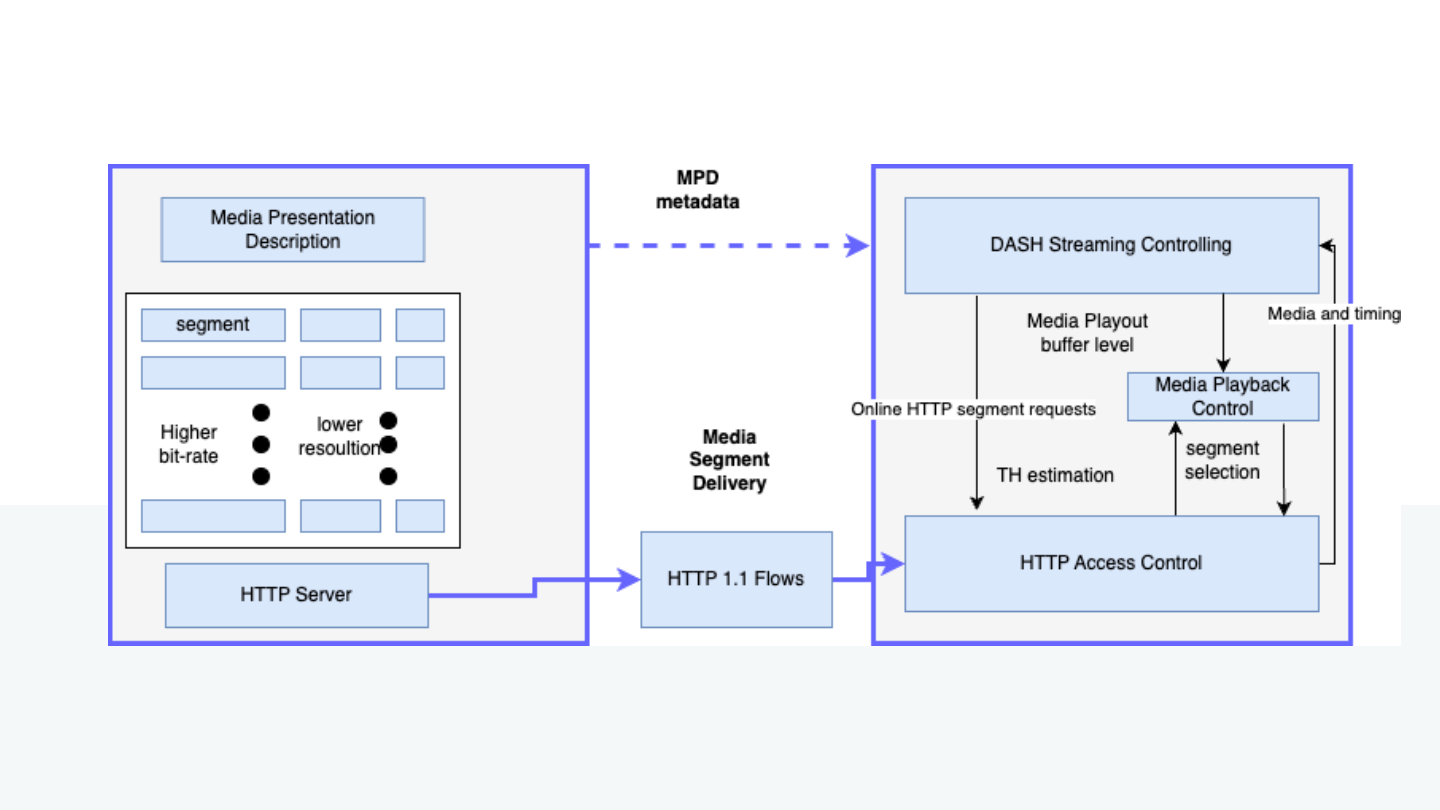 Media Presentation
Description
segment
Higher
bit-rate
lower
resoultion
HTTP Server
MPD
metadata
Media
Segment
Delivery
HTTP 1.1 Flows
DASH Streaming Controlling
Media Playout
buffer level
Media and timing
Media Playback
Control
Online HTTP segment requests
segment
selection
TH estimation
HTTP Access Control